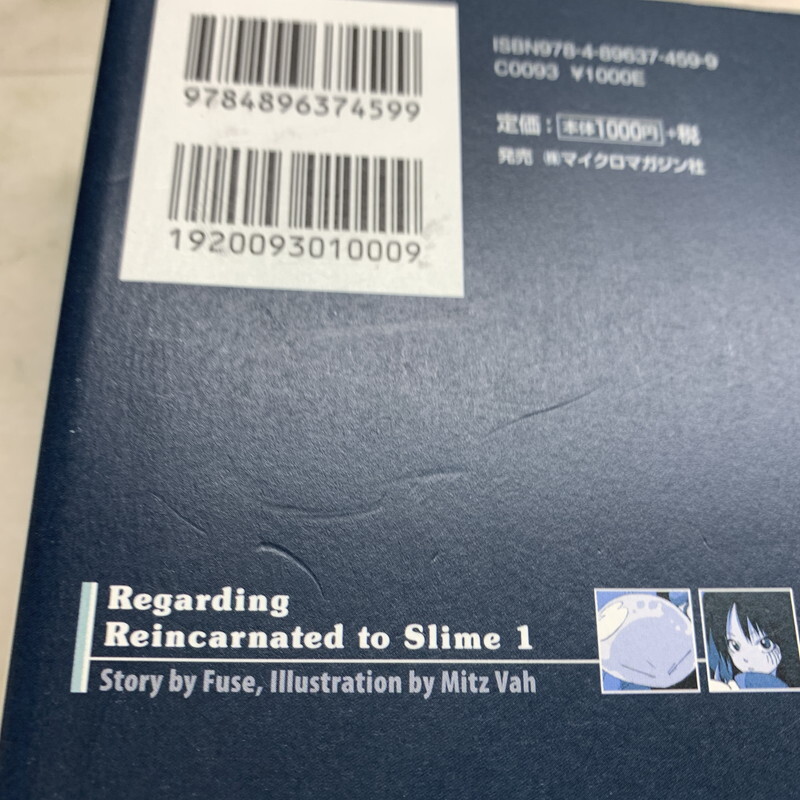 9784896374599
1920093010009
ISBN978-4-89637-459-9
C0093 ¥1000E
定価：本体1000円+税
発売 ㈱マイクロマガジン社
Regarding
Reincarnated to Slime 1
Story by Fuse, Illustration by Mitz Vah